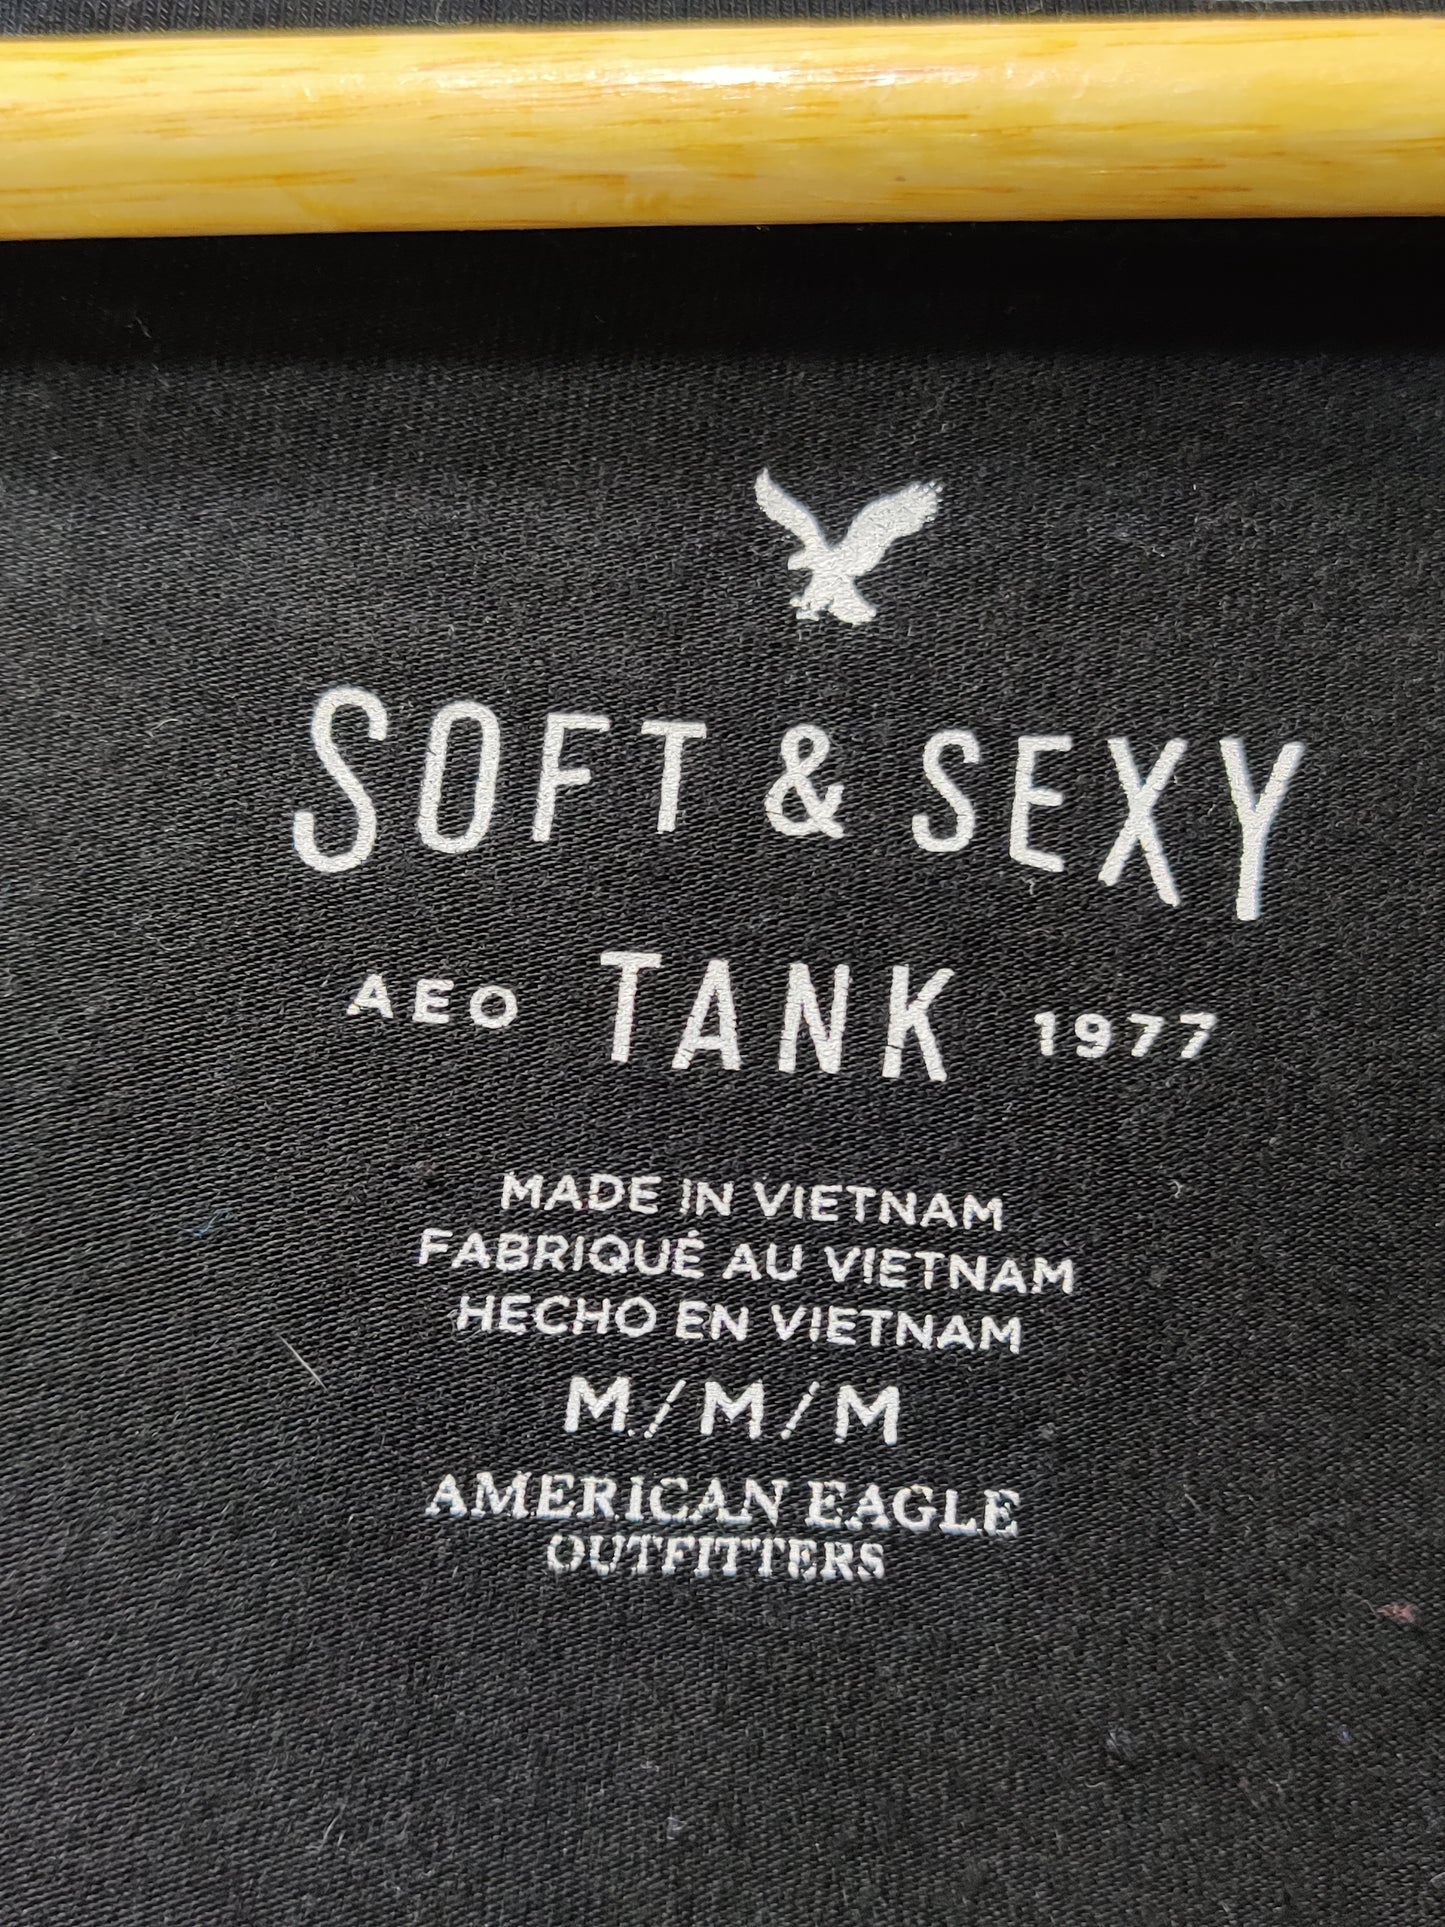 SOFT & SEXY
AEO TANK 1977
MADE IN VIETNAM
FABRIQUÉ AU VIETNAM
HECHO EN VIETNAM
M/M/M
AMERICAN EAGLE
OUTFITTERS